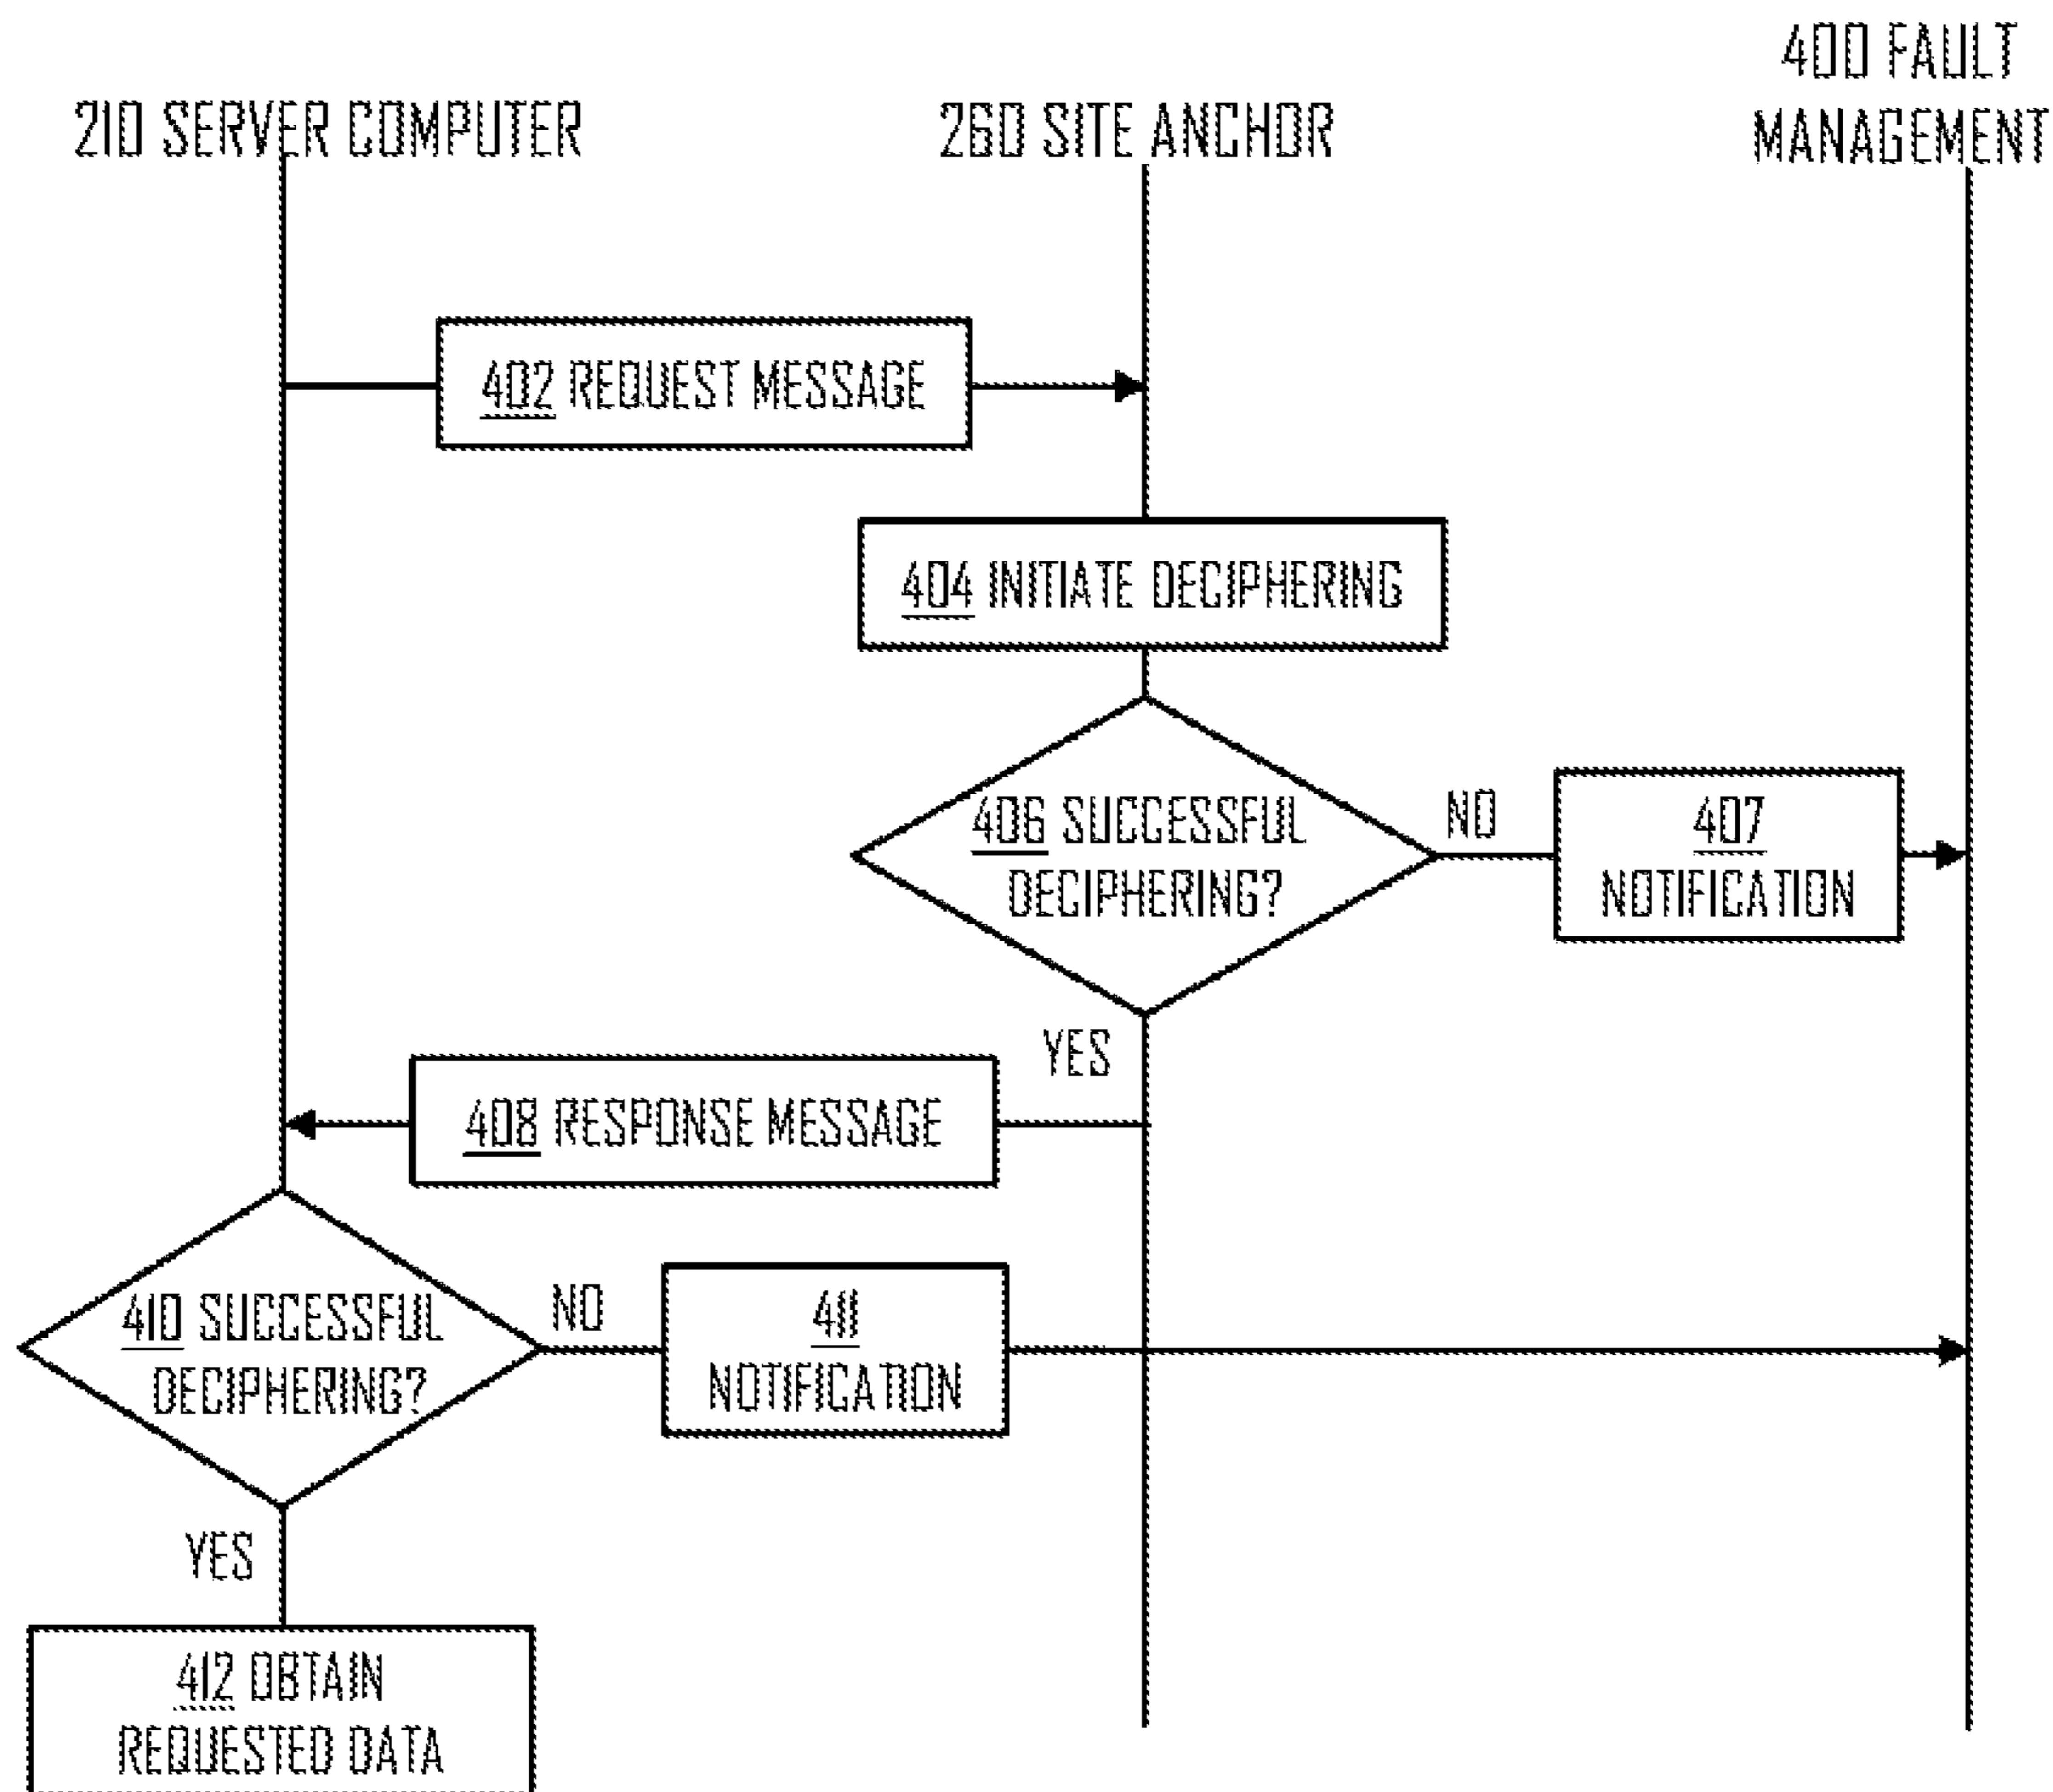 400 FAULT
MANAGEMENT
210 SERVER COMPUTER
260 SITE ANCHOR
402 REQUEST MESSAGE
404 INITIATE DECIPHERING
406 SUCCESSFUL
DECIPHERING?
NO
407
NOTIFICATION
YES
408 RESPONSE MESSAGE
410 SUCCESSFUL
DECIPHERING?
NO
411
NOTIFICATION
YES
412 OBTAIN
REQUESTED DATA